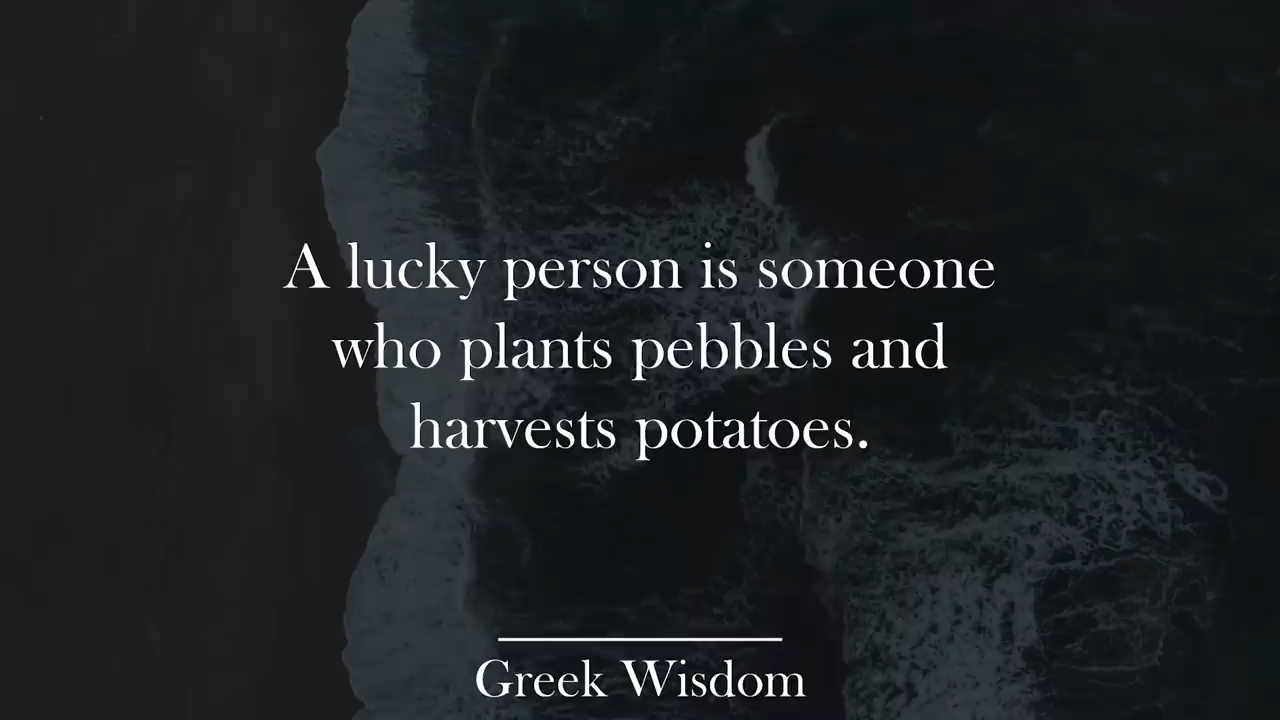 A lucky person is someone
who plants pebbles and
harvests potatoes.
Greek Wisdom